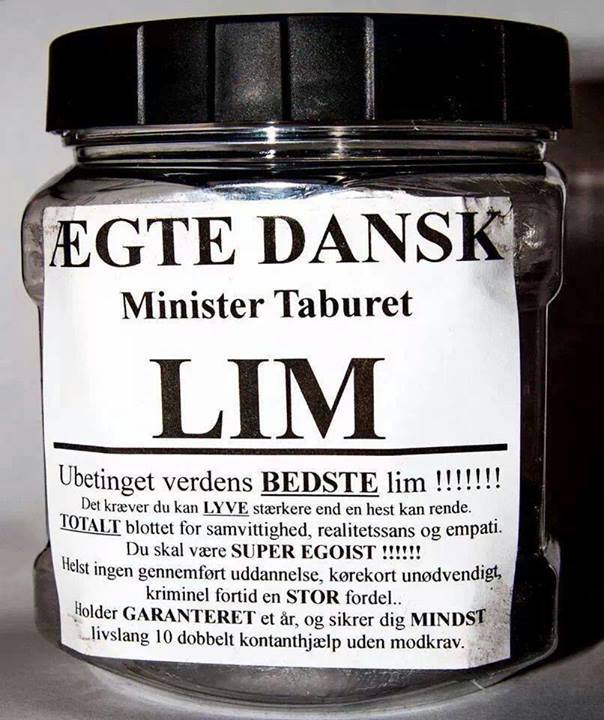 ÆGTE DANSK
Minister Taburet
LIM
Ubetinget verdens BEDSTE lim !!!!!!!
Det kræver du kan LYVE stærkere end en hest kan rende.
TOTALT blottet for samvittighed, realitetssans og empati.
Du skal være SUPER EGOIST !!!!!!
Helst ingen gennemført uddannelse, kørekort unødvendigt,
kriminel fortid en STOR fordel..
Holder GARANTERET et år, og sikrer dig MINDST
livslang 10 dobbelt kontanthjælp uden modkrav.